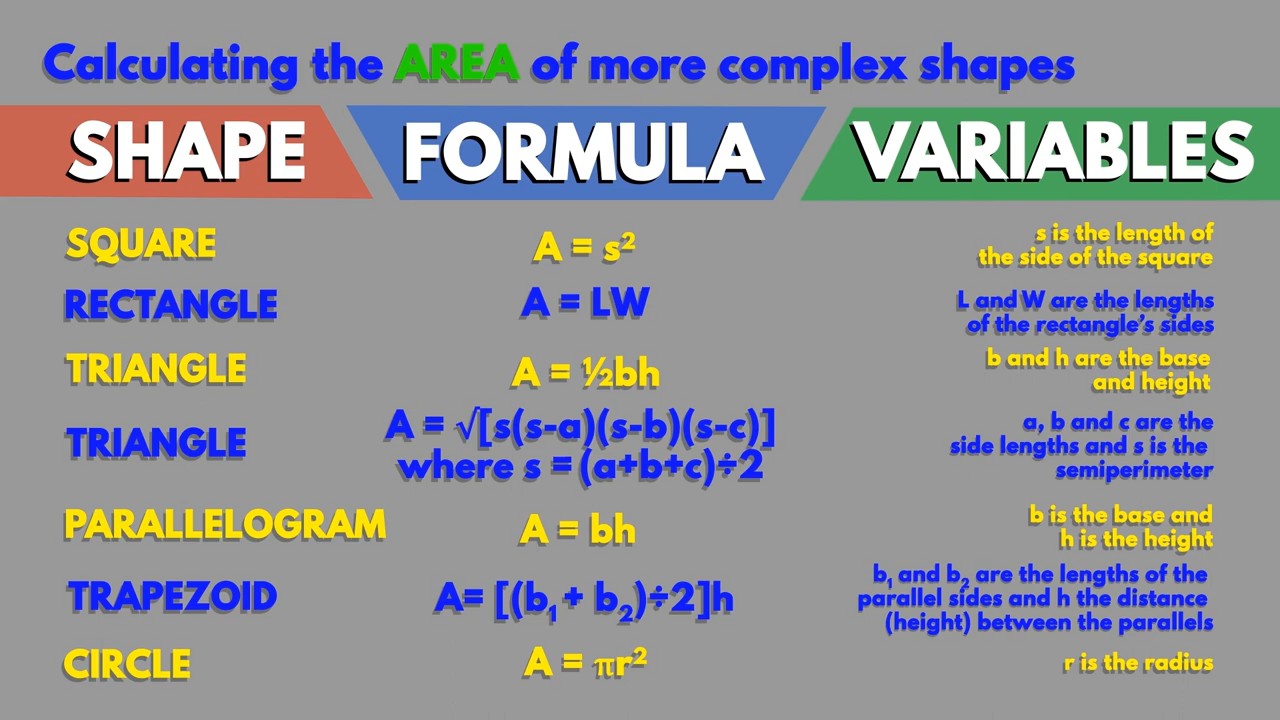 Calculating the AREA of more complex shapes
SHAPE FORMULA VARIABLES
SQUARE
A = s²
s is the length of
the side of the square
RECTANGLE
A = LW
L and W are the lengths
of the rectangle's sides
TRIANGLE
A = ½bh
b and h are the base
and height
TRIANGLE
A = √[s(s-a)(s-b)(s-c)]
where s = (a+b+c)÷2
a, b and c are the
side lengths and s is the
semiperimeter
PARALLELOGRAM
A = bh
b is the base and
h is the height
TRAPEZOID
A= [(b₁+ b₂)÷2]h
b₁ and b₂ are the lengths of the
parallel sides and h the distance
(height) between the parallels
CIRCLE
A = πr²
r is the radius